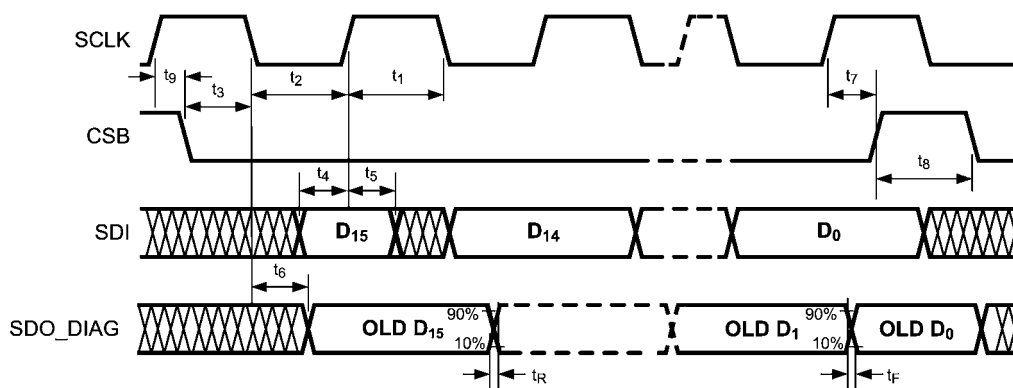 SCLK
t9
t3
t2
t1
t7
CSB
t8
t4
t5
SDI
D15
D14
D0
t6
SDO_DIAG
OLD D15
90%
10%
OLD D1
90%
10%
OLD D0
tR
tF